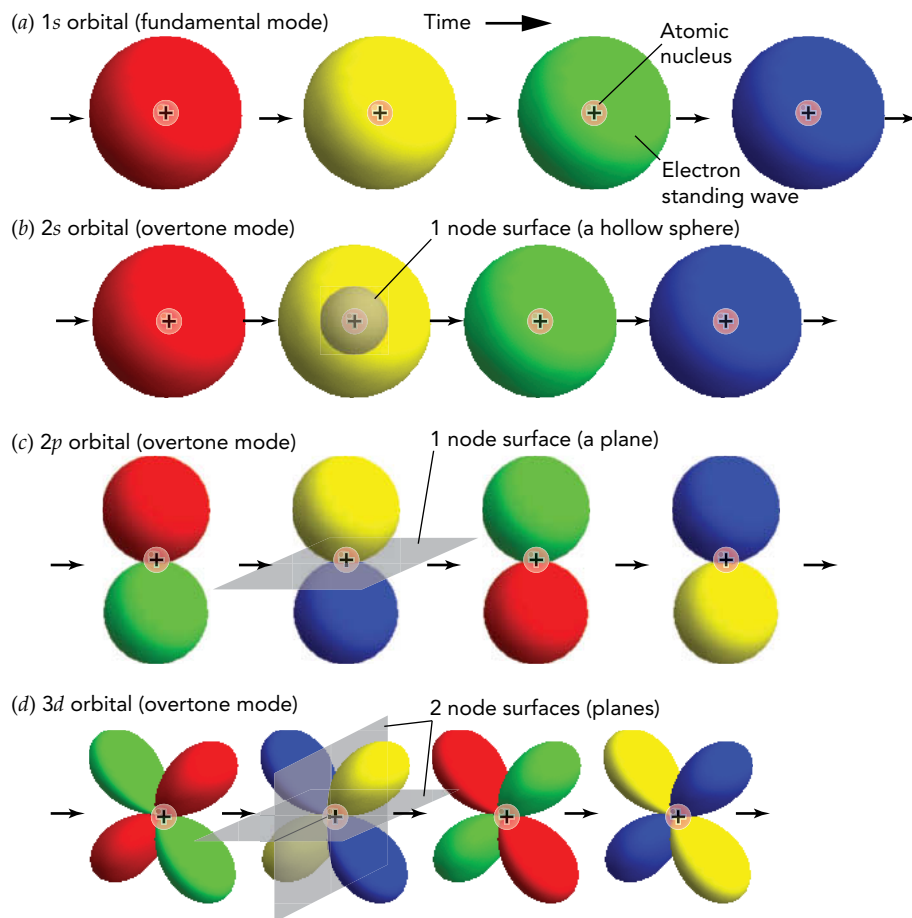 (a) 1s orbital (fundamental mode)
Time
Atomic
nucleus
+ + + +
Electron
standing wave
(b) 2s orbital (overtone mode)
1 node surface (a hollow sphere)
+ + + +
(c) 2p orbital (overtone mode)
1 node surface (a plane)
+ + + +
(d) 3d orbital (overtone mode)
2 node surfaces (planes)
+ + + +